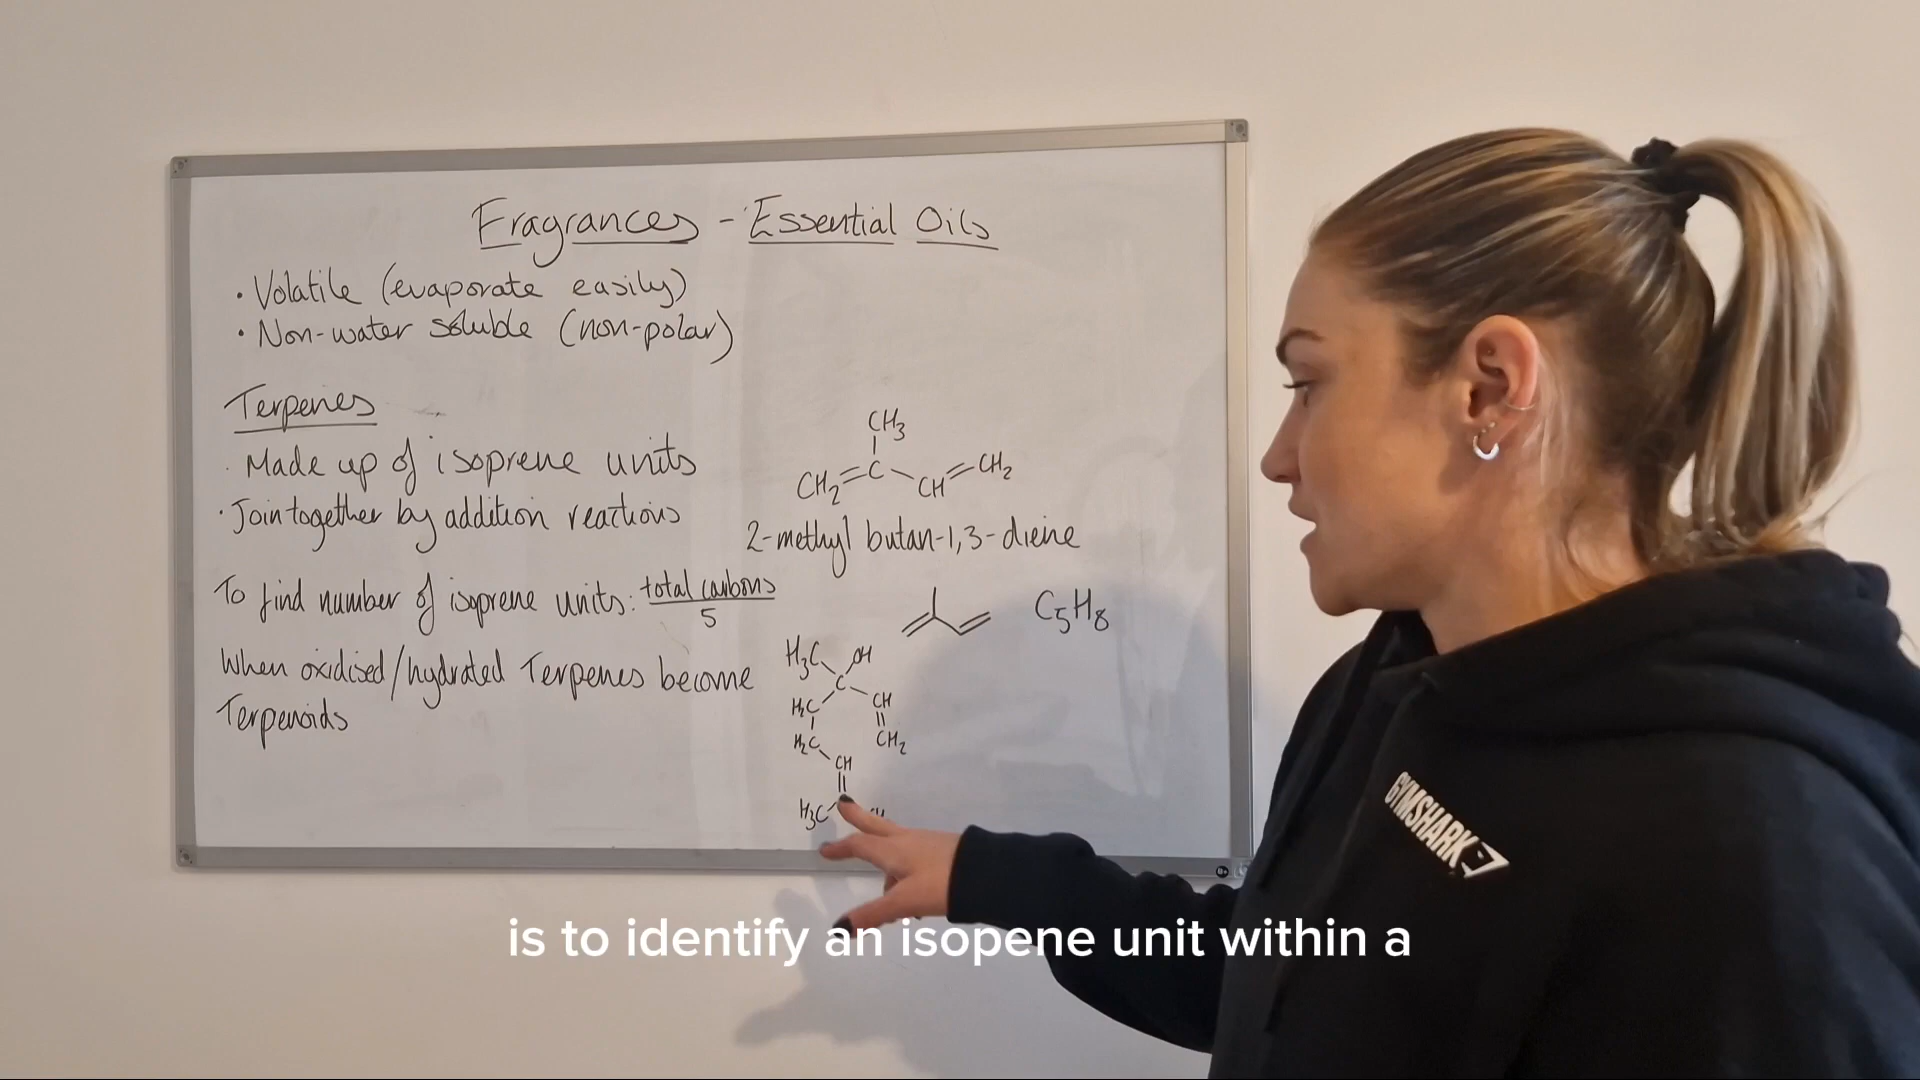 Fragrances - Essential Oils
• Volatile (evaporate easily)
• Non-water soluble (non-polar)
Terpenes
• Made up of isoprene units
• Join together by addition reactions
To find number of isoprene units: total carbons
5
When oxidised/hydrated Terpenes become
Terpenoids
CH3
CH2=C-CH=CH2
2-methyl butan-1,3-diene
C5H8
H3C OH
C
H2C CH
||
H2C CH2
CH
||
H3C
GYMSHARK
is to identify an isopene unit within a